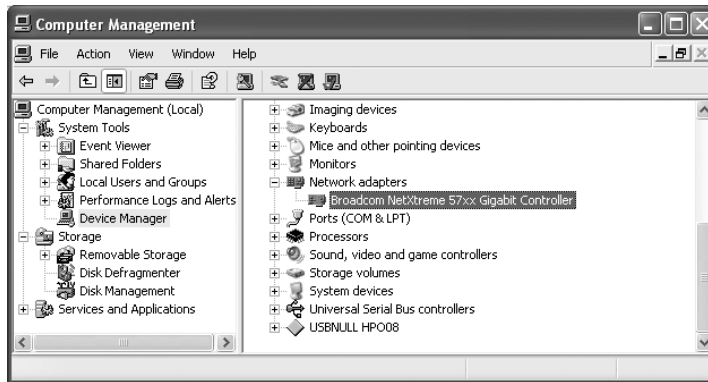 Computer Management
File Action View Window Help
Computer Management (Local)
System Tools
Event Viewer
Shared Folders
Local Users and Groups
Performance Logs and Alerts
Device Manager
Storage
Removable Storage
Disk Defragmenter
Disk Management
Services and Applications
Imaging devices
Keyboards
Mice and other pointing devices
Monitors
Network adapters
Broadcom NetXtreme 57xx Gigabit Controller
Ports (COM & LPT)
Processors
Sound, video and game controllers
Storage volumes
System devices
Universal Serial Bus controllers
USBNULL HPO08